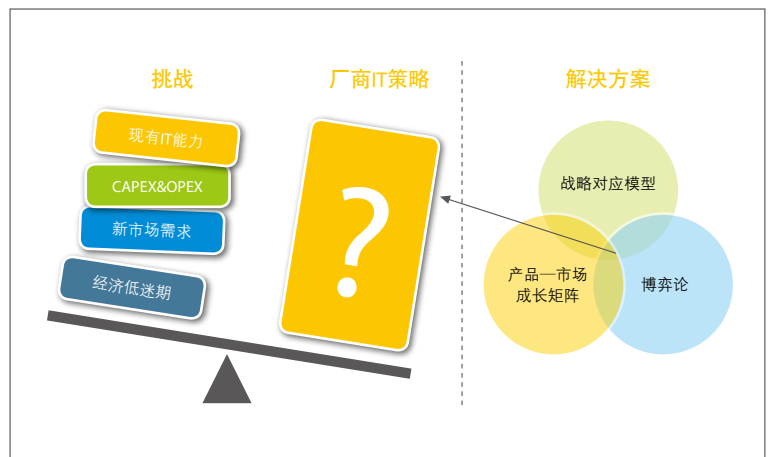 挑战
厂商IT策略
解决方案
现有IT能力
CAPEX&OPEX
新市场需求
经济低迷期
?
战略对应模型
产品—市场
成长矩阵
博弈论